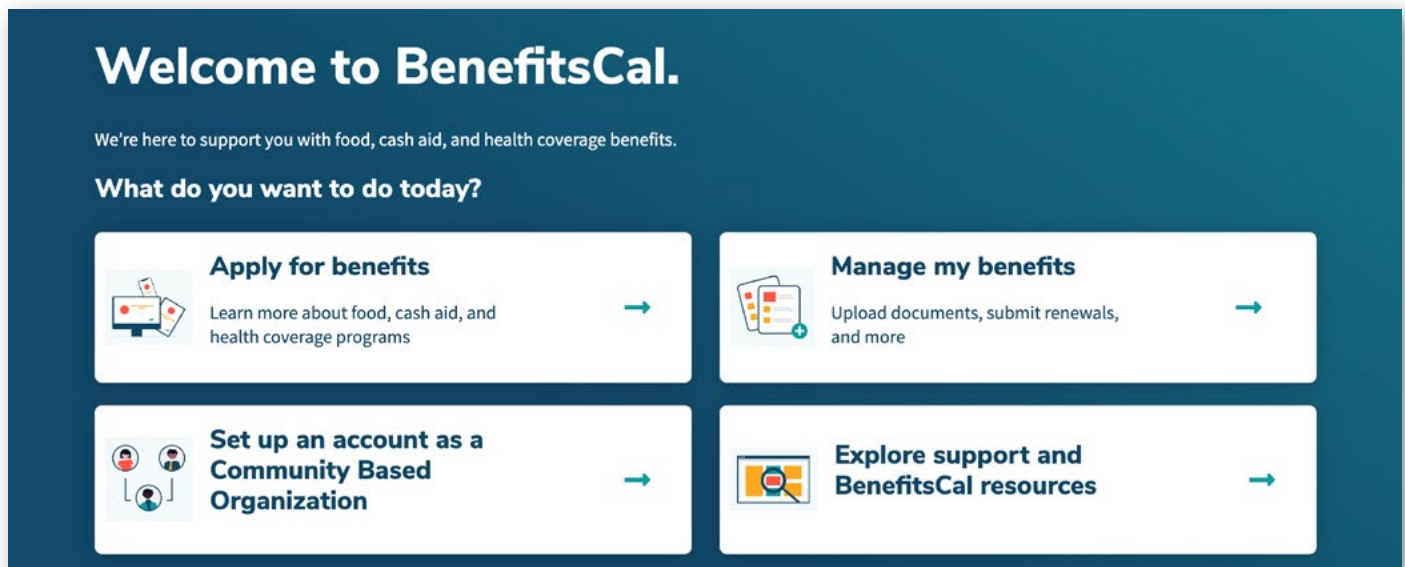 Welcome to BenefitsCal.
We're here to support you with food, cash aid, and health coverage benefits.
What do you want to do today?
Apply for benefits
Learn more about food, cash aid, and
health coverage programs
Manage my benefits
Upload documents, submit renewals,
and more
Set up an account as a
Community Based
Organization
Explore support and
BenefitsCal resources